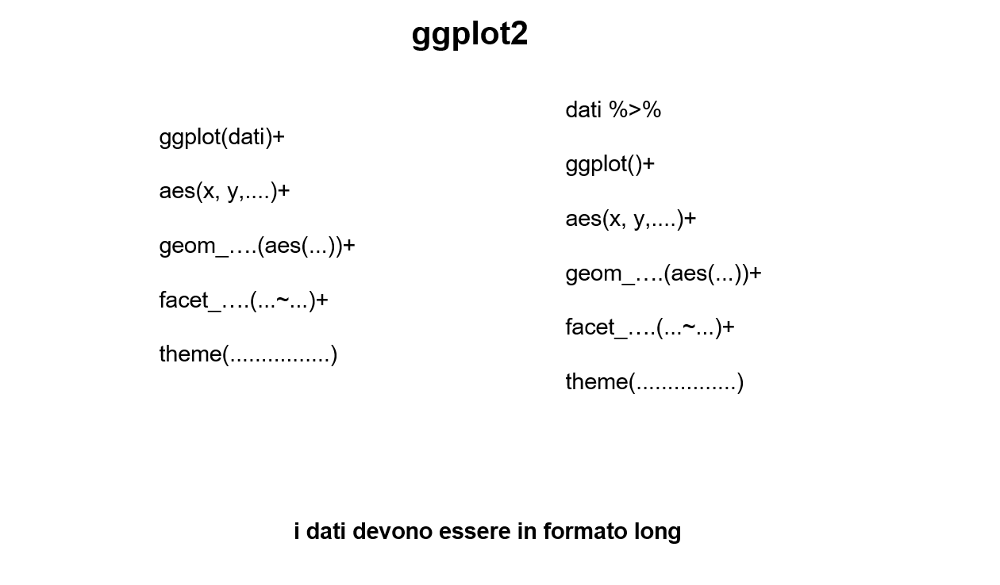 ggplot2
ggplot(dati)+
aes(x, y,....)+
geom_….(aes(...))+
facet_….(...~...)+
theme(................)
dati %>%
ggplot()+
aes(x, y,....)+
geom_….(aes(...))+
facet_….(...~...)+
theme(................)
i dati devono essere in formato long